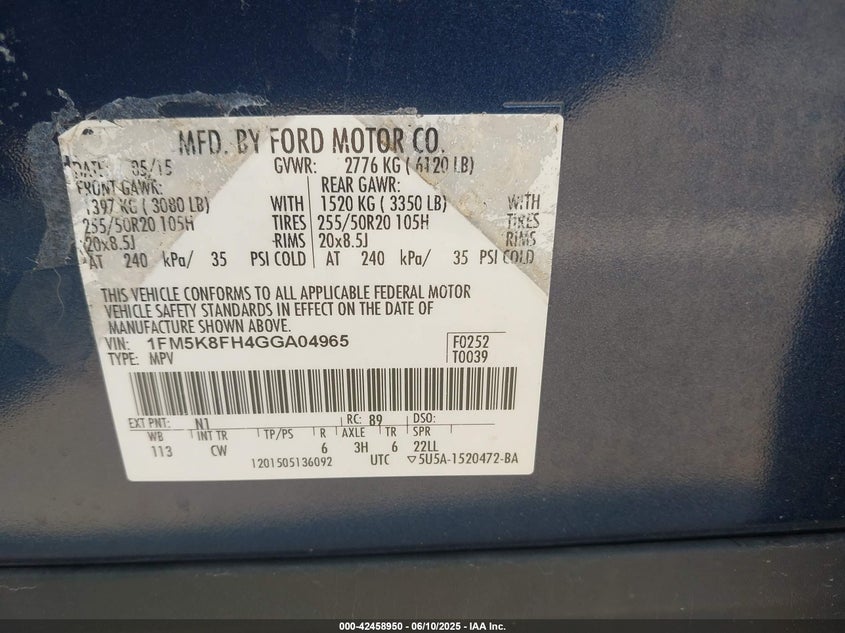 MFD. BY FORD MOTOR CO.
DATE: 05/15 GVWR: 2776 KG ( 6120 LB)
FRONT GAWR: REAR GAWR:
1397 KG ( 3080 LB) WITH 1520 KG ( 3350 LB) WITH
255/50R20 105H TIRES 255/50R20 105H TIRES
20x8.5J RIMS 20x8.5J RIMS
AT 240 kPa/ 35 PSI COLD AT 240 kPa/ 35 PSI COLD
THIS VEHICLE CONFORMS TO ALL APPLICABLE FEDERAL MOTOR
VEHICLE SAFETY STANDARDS IN EFFECT ON THE DATE OF
MANUFACTURE SHOWN ABOVE.
VIN: 1FM5K8FH4GGA04965 F0252
TYPE: MPV T0039
EXT PNT: N1 RC: 89 DSO:
WB INT TR TP/PS R AXLE TR SPR
113 CW 6 3H 6 22LL
1201505136092 UTC ▽5U5A-1520472-BA
000-42458950 / 06/10/2025 - IAA Inc.